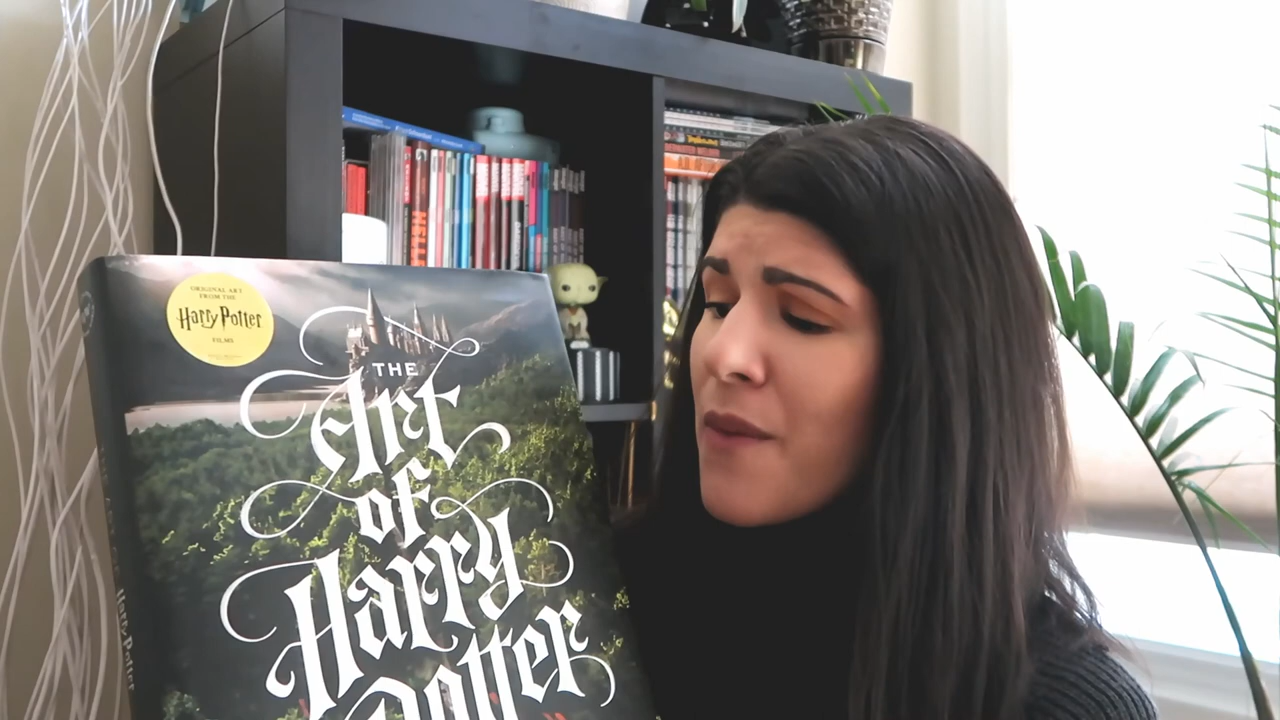 ORIGINAL ART
FROM THE
Harry Potter
FILMS
THE
Art
of
Harry
Potter
Harry Potter